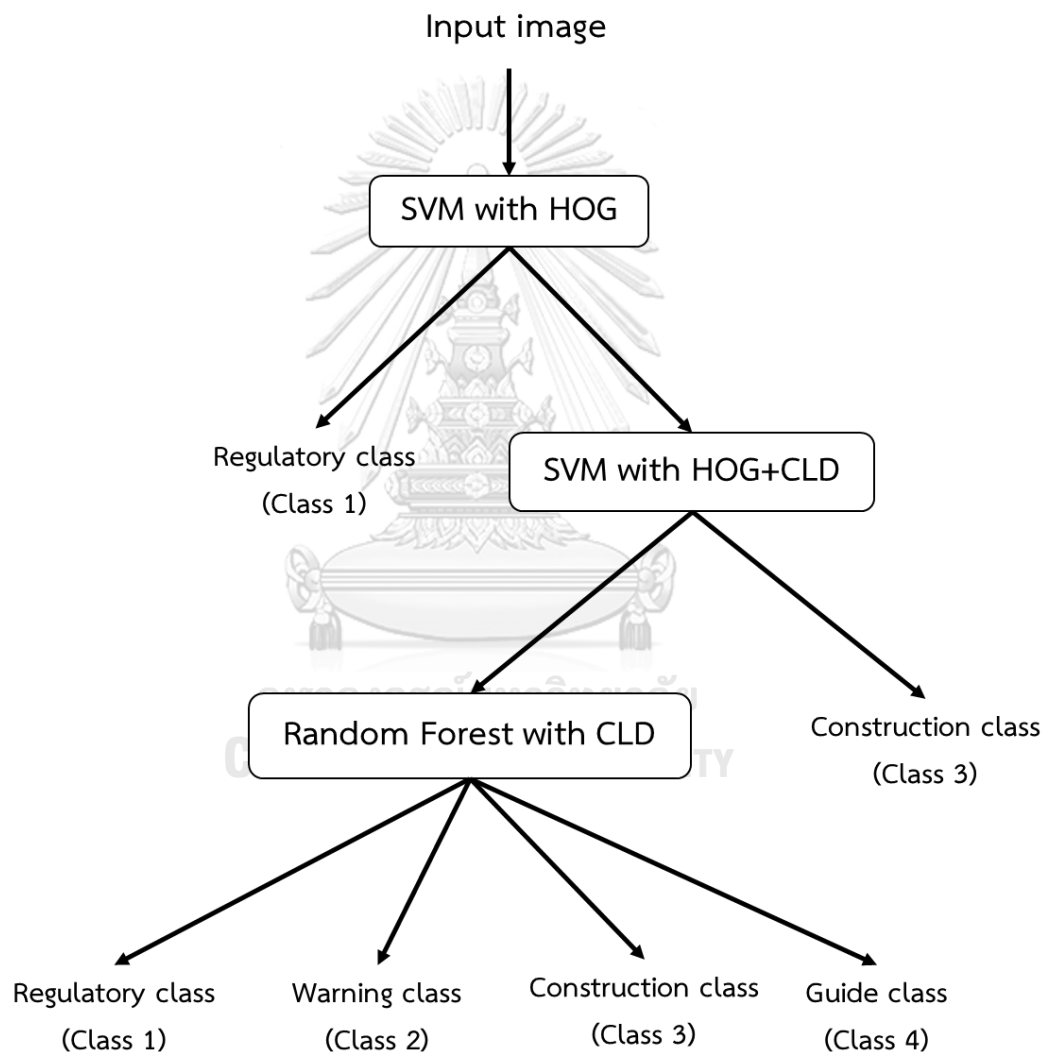 Input image
SVM with HOG
Regulatory class
(Class 1)
SVM with HOG+CLD
Random Forest with CLD
TY
Construction class
(Class 3)
Regulatory class
(Class 1)
Warning class
(Class 2)
Construction class
(Class 3)
Guide class
(Class 4)